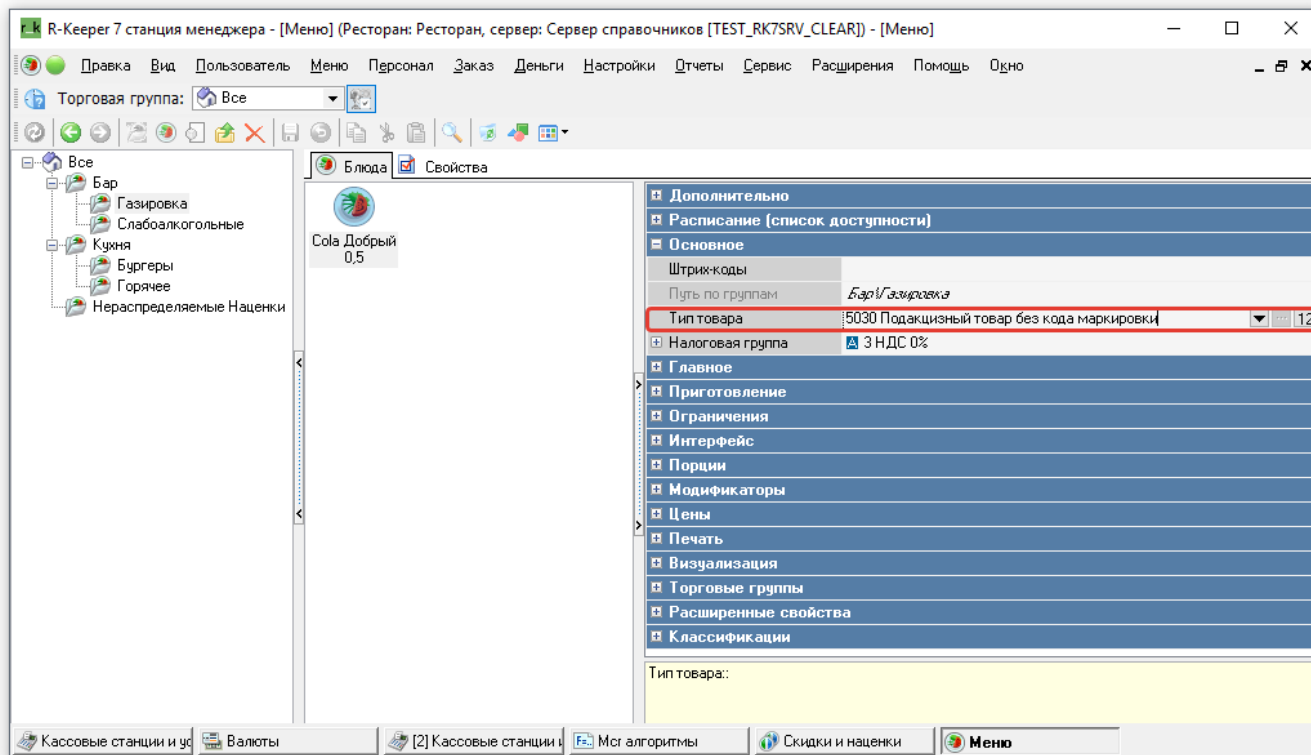 R-Keeper 7 станция менеджера - [Меню] (Ресторан: Ресторан, сервер: Сервер справочников [TEST_RK7SRV_CLEAR]) - [Меню]
Правка Вид Пользователь Меню Персонал Заказ Деньги Настройки Отчеты Сервис Расширения Помощь Окно
Торговая группа: Все
Все
Бар
Газировка
Слабоалкогольные
Кухня
Бургеры
Горячее
Нераспределяемые Наценки
Блюда Свойства
Cola Добрый
0,5
Дополнительно
Расписание (список доступности)
Основное
Штрих-коды
Путь по группам Бар\Газировка
Тип товара 5030 Подакцизный товар без кода маркировки 12
Налоговая группа 3 НДС 0%
Главное
Приготовление
Ограничения
Интерфейс
Порции
Модификаторы
Цены
Печать
Визуализация
Торговые группы
Расширенные свойства
Классификации
Тип товара::
Кассовые станции и ус Валюты [2] Кассовые станции и Mcr алгоритмы Скидки и наценки Меню